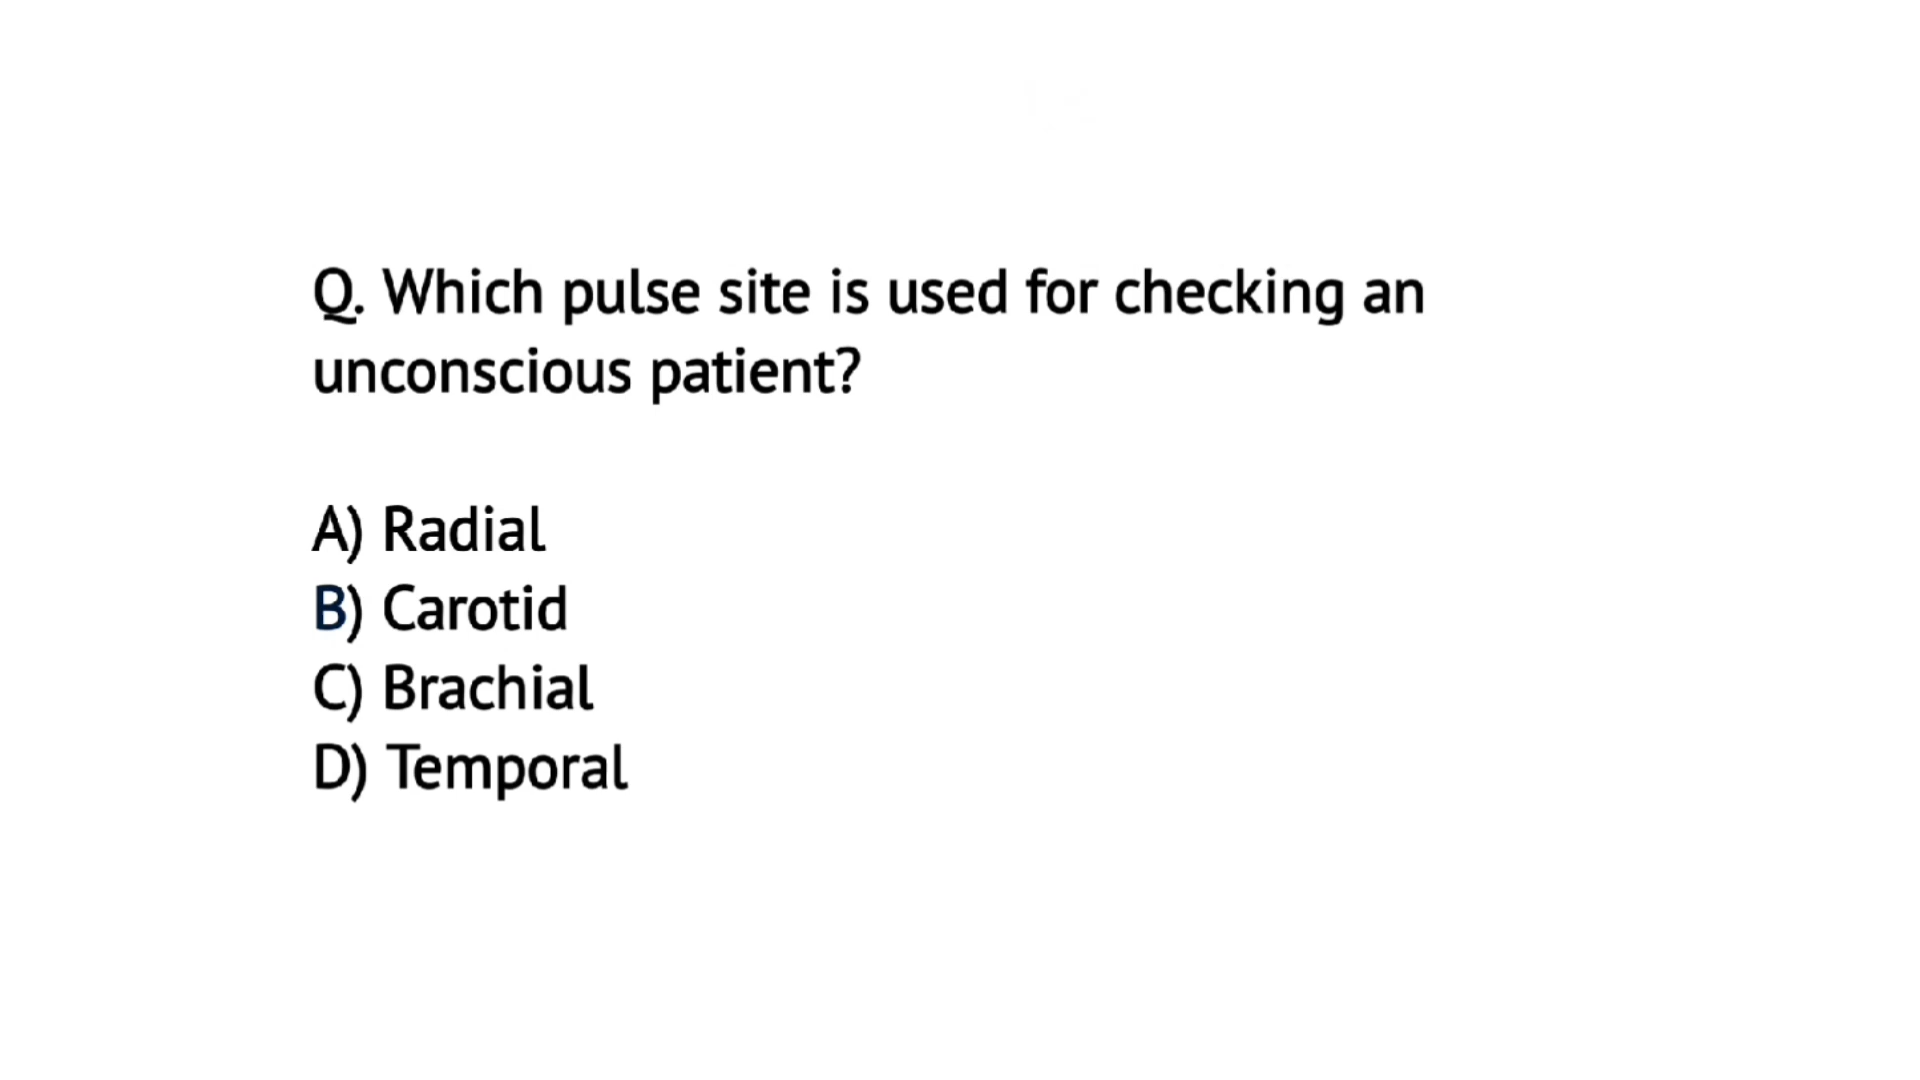 Q. Which pulse site is used for checking an
unconscious patient?
A) Radial
B) Carotid
C) Brachial
D) Temporal